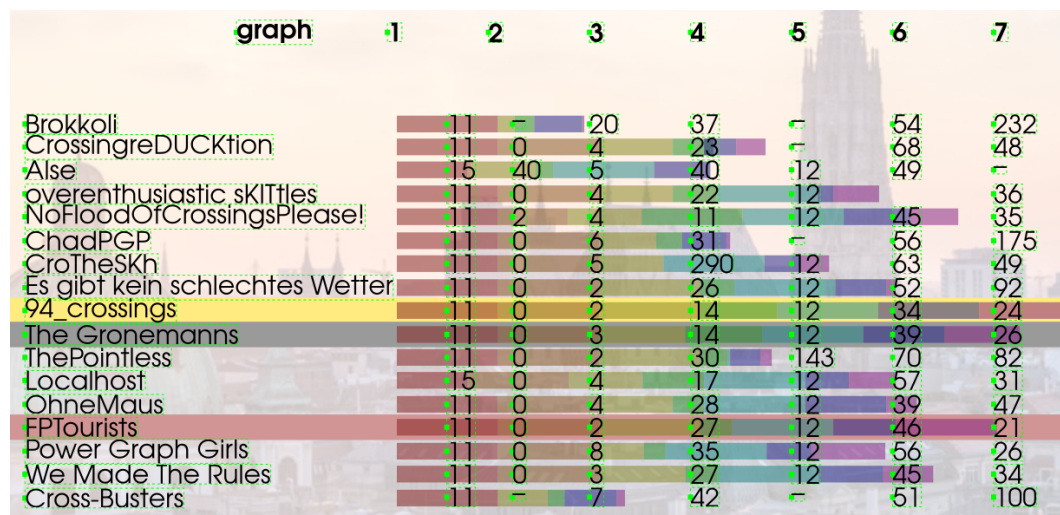 graph 1 2 3 4 5 6 7
Brokkoli 11 – 20 37 – 54 232
CrossingreDUCKtion 11 0 4 23 – 68 48
Alse 15 40 5 40 12 49 –
overenthusiastic sKITtles 11 0 4 22 12 36
NoFloodOfCrossingsPlease! 11 2 4 11 12 45 35
ChadPGP 11 0 6 31 – 56 175
CroTheSKh 11 0 5 290 12 63 49
Es gibt kein schlechtes Wetter 11 0 2 26 12 52 92
94_crossings 11 0 2 14 12 34 24
The Gronemanns 11 0 3 14 12 39 26
ThePointless 11 0 2 30 143 70 82
Localhost 15 0 4 17 12 57 31
OhneMaus 11 0 4 28 12 39 47
FPTourists 11 0 2 27 12 46 21
Power Graph Girls 11 0 8 35 12 56 26
We Made The Rules 11 0 3 27 12 45 34
Cross-Busters 11 – 7 42 – 51 100